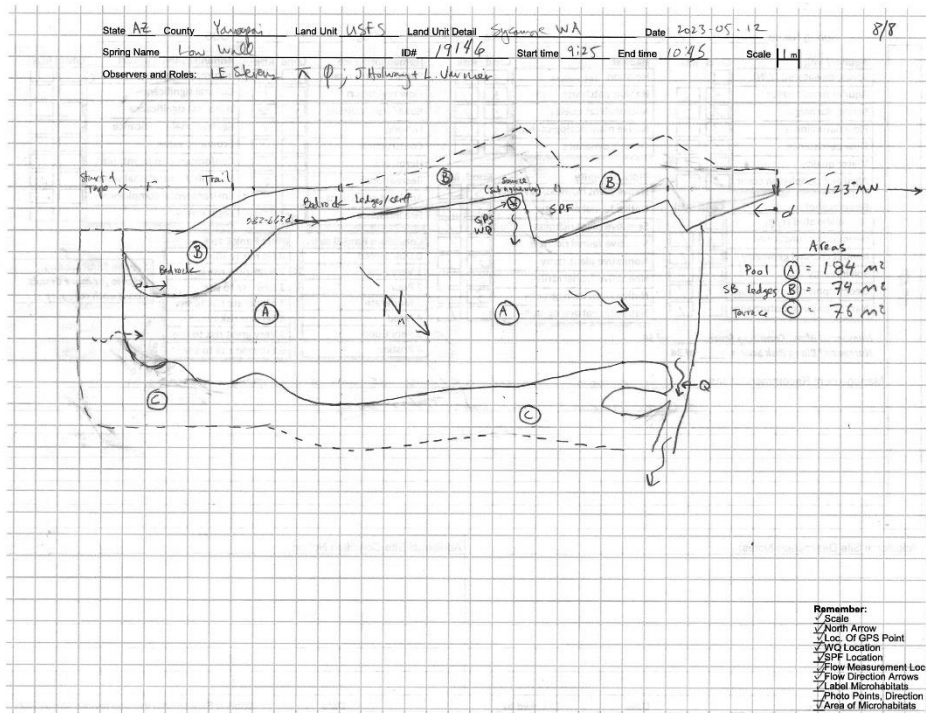 State AZ County Yavapai Land Unit USFS Land Unit Detail Sycamore WA Date 2023-05-12 8/8
Spring Name Low Wall ID# 19146 Start time 9:25 End time 10:45 Scale 1 m
Observers and Roles: LE Stevens
Start of Tape
Trail
B
Source
(Subaqueous)
B
123° MN
Bedrock ledges/cliff
GPS
WQ
SPF
d
B
Bedrock
d
Areas
Pool A = 184 m²
SB ledges B = 74 m²
Terrace C = 76 m²
A
N
M
A
C
C
Q
Remember:
Scale
North Arrow
Loc. Of GPS Point
WQ Location
SPF Location
Flow Measurement Loc
Flow Direction Arrows
Label Microhabitats
Photo Points, Direction
Area of Microhabitats